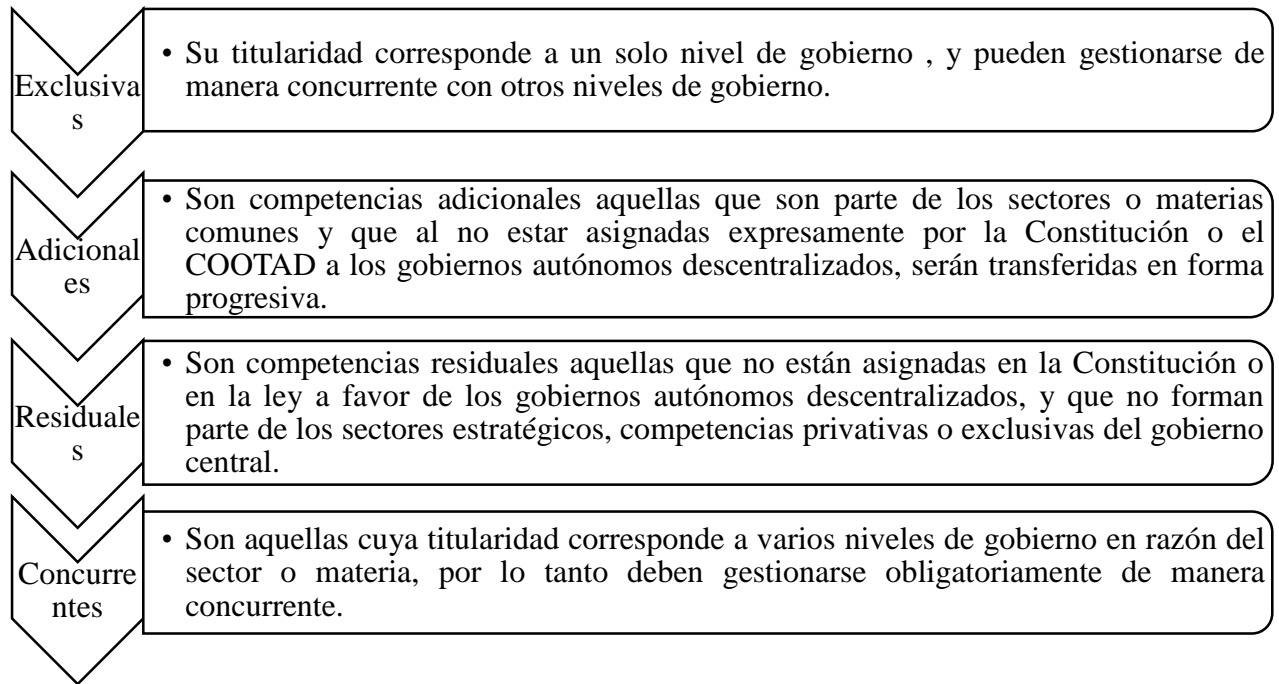 Exclusiva
s
• Su titularidad corresponde a un solo nivel de gobierno , y pueden gestionarse de
manera concurrente con otros niveles de gobierno.
Adicional
es
• Son competencias adicionales aquellas que son parte de los sectores o materias
comunes y que al no estar asignadas expresamente por la Constitución o el
COOTAD a los gobiernos autónomos descentralizados, serán transferidas en forma
progresiva.
Residuale
s
• Son competencias residuales aquellas que no están asignadas en la Constitución o
en la ley a favor de los gobiernos autónomos descentralizados, y que no forman
parte de los sectores estratégicos, competencias privativas o exclusivas del gobierno
central.
Concurre
ntes
• Son aquellas cuya titularidad corresponde a varios niveles de gobierno en razón del
sector o materia, por lo tanto deben gestionarse obligatoriamente de manera
concurrente.